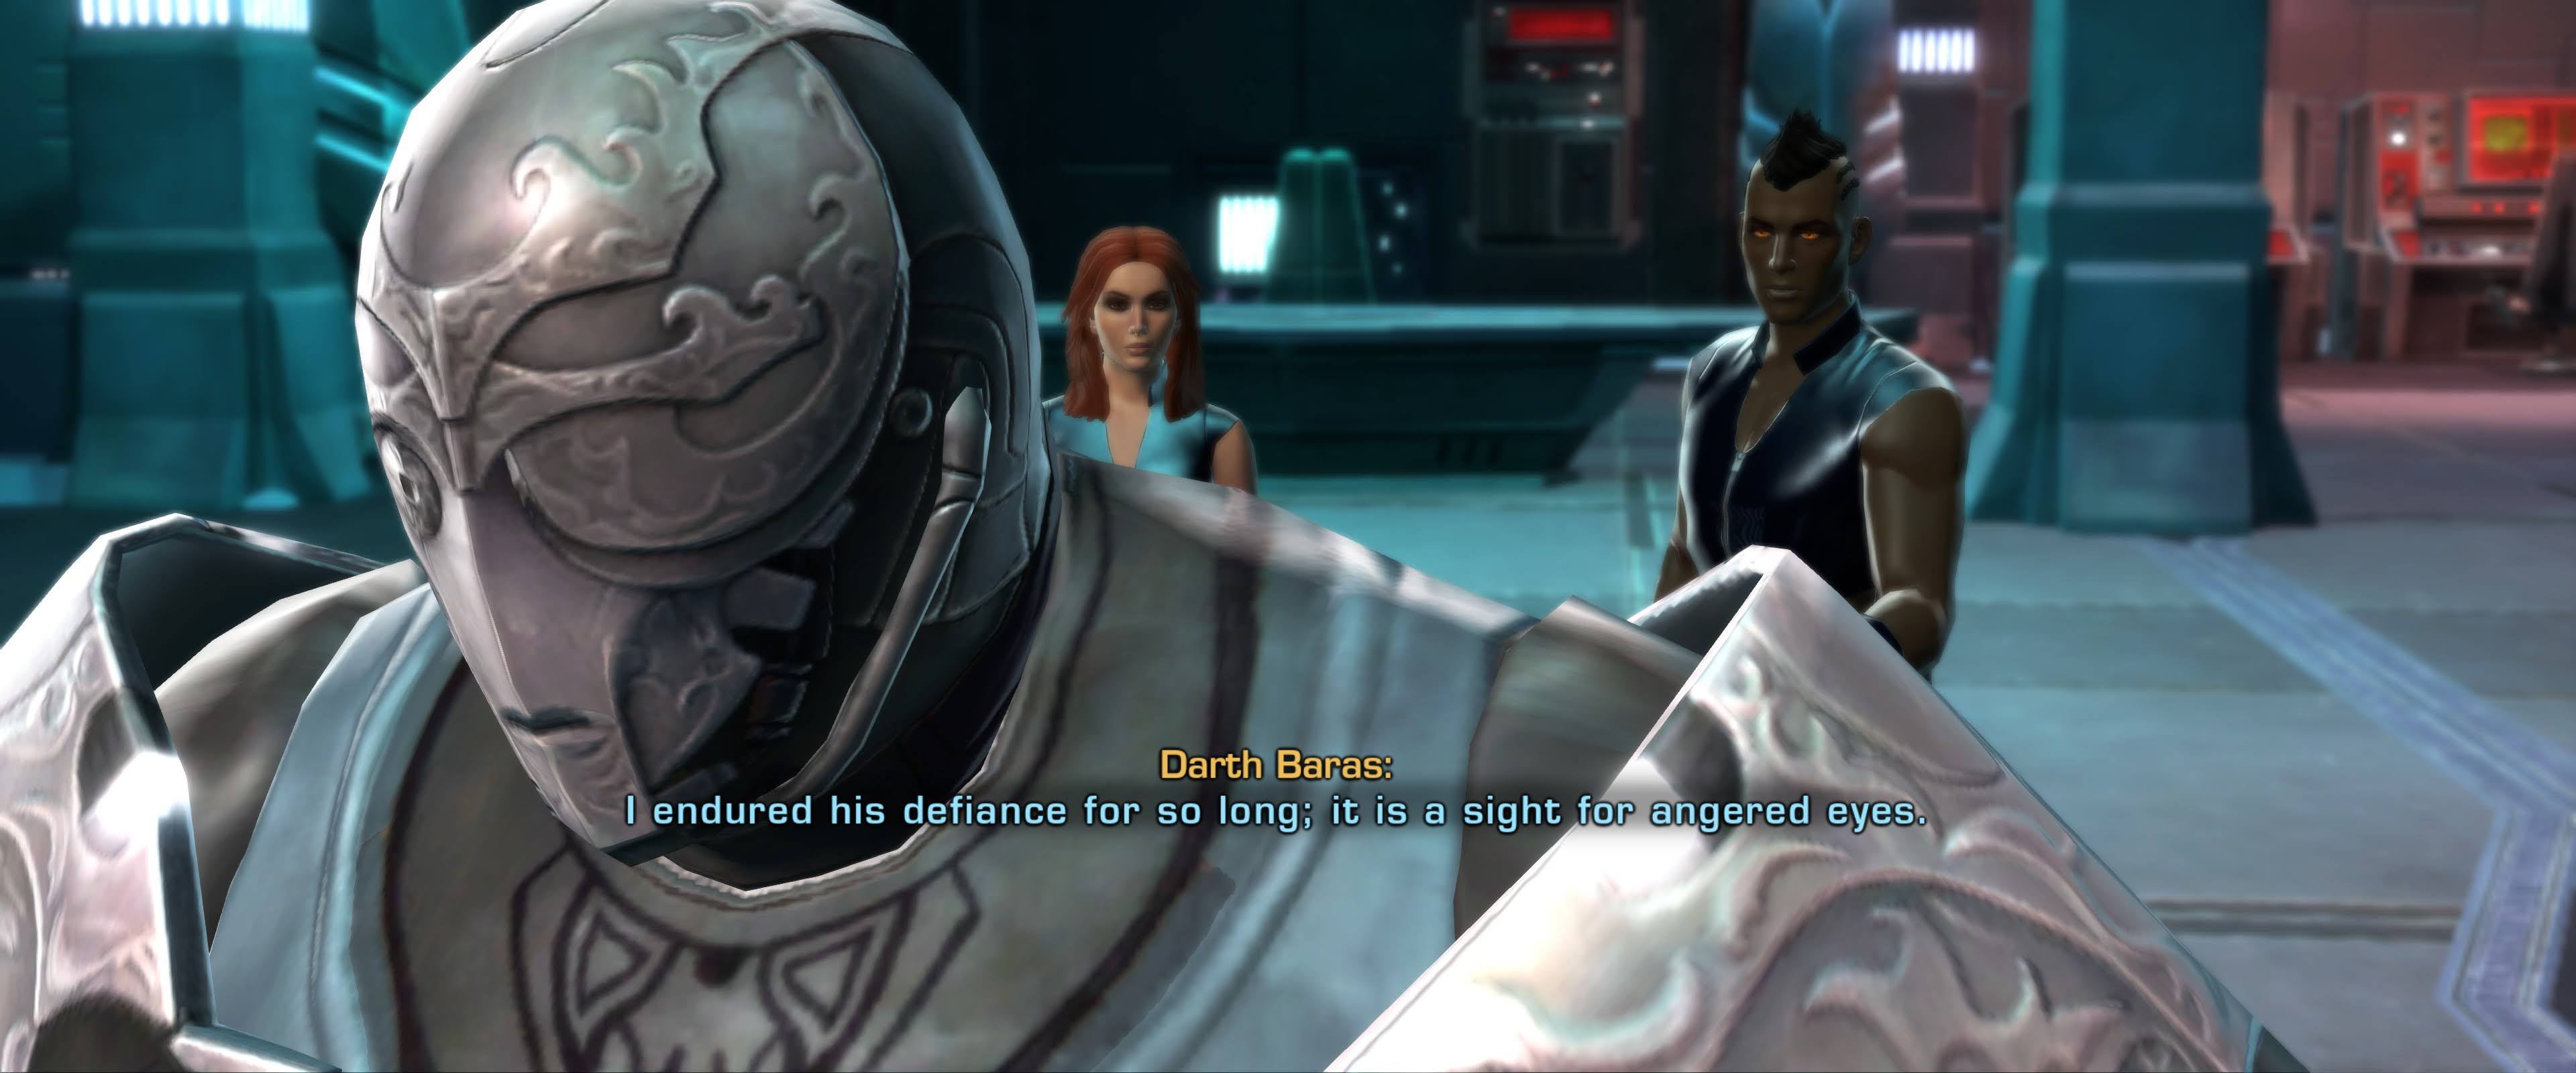 Darth Baras:
I endured his defiance for so long; it is a sight for angered eyes.